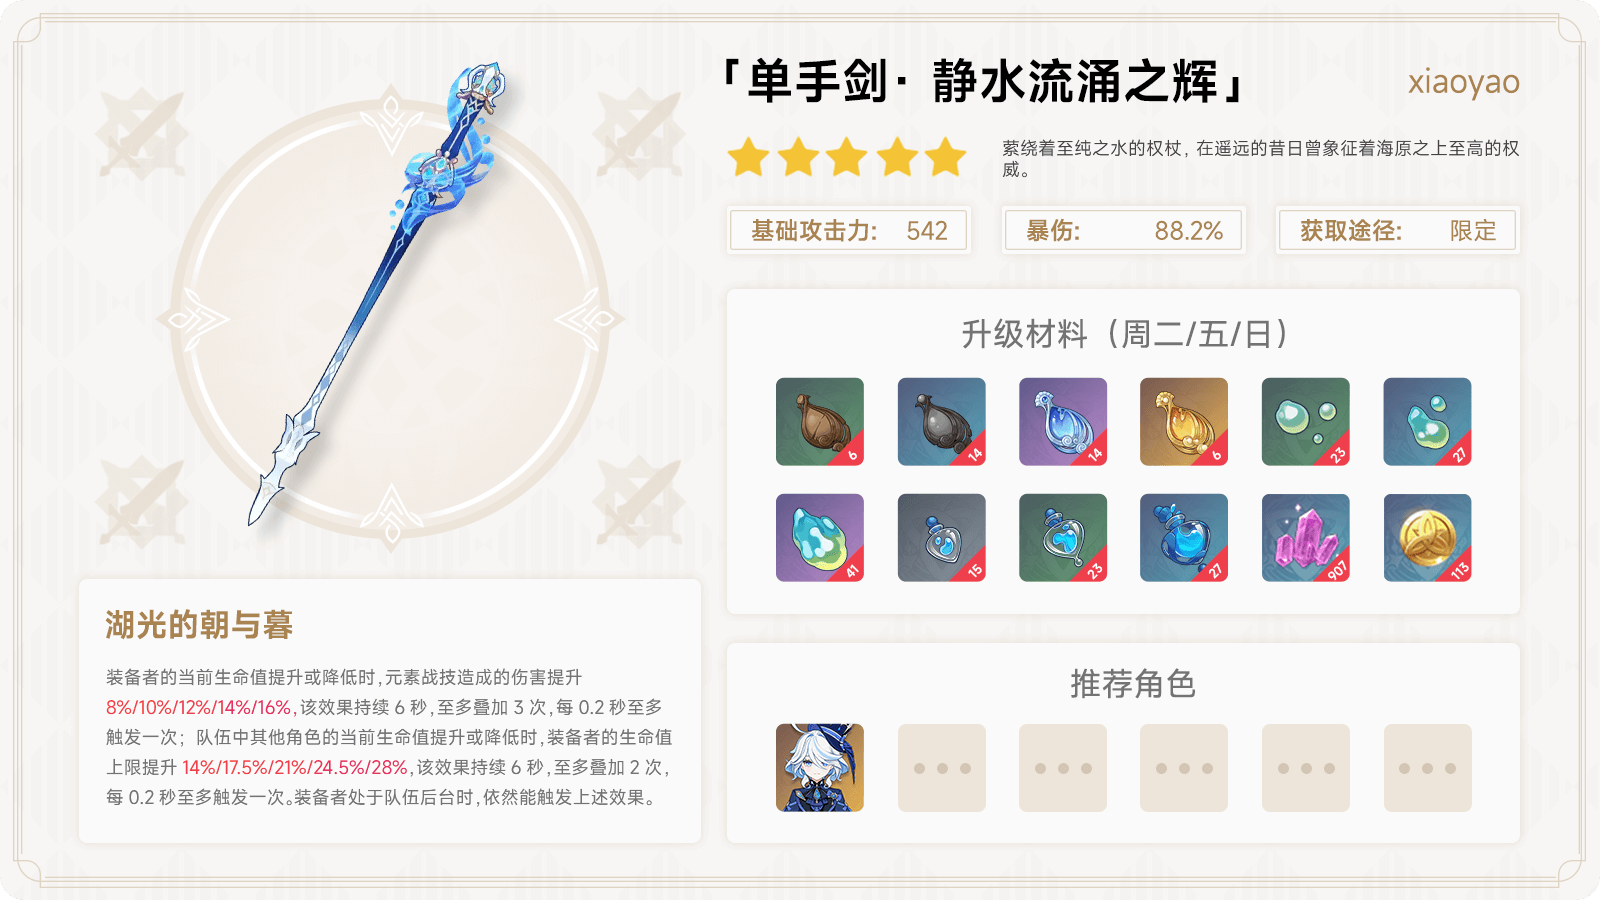 「单手剑· 静水流涌之辉」
xiaoyao
萦绕着至纯之水的权杖，在遥远的昔日曾象征着海原之上至高的权
威。
基础攻击力: 542
暴伤: 88.2%
获取途径: 限定
升级材料（周二/五/日）
6 14 14 6 23 27
41 15 23 27 907 113
湖光的朝与暮
装备者的当前生命值提升或降低时,元素战技造成的伤害提升
8%/10%/12%/14%/16%,该效果持续 6 秒,至多叠加 3 次,每 0.2 秒至多
触发一次；队伍中其他角色的当前生命值提升或降低时,装备者的生命值
上限提升 14%/17.5%/21%/24.5%/28%,该效果持续 6 秒,至多叠加 2 次,
每 0.2 秒至多触发一次。装备者处于队伍后台时,依然能触发上述效果。
推荐角色